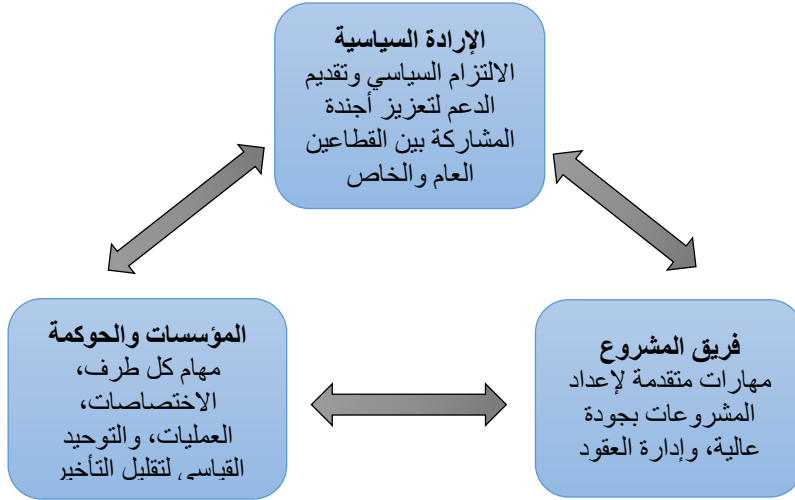 الإرادة السياسية
الالتزام السياسي وتقديم
الدعم لتعزيز أجندة
المشاركة بين القطاعين
العام والخاص
فريق المشروع
مهارات متقدمة لإعداد
المشروعات بجودة
عالية، وإدارة العقود
المؤسسات والحوكمة
مهام كل طرف،
الاختصاصات،
العمليات، والتوحيد
القياسي لتقليل التأخير